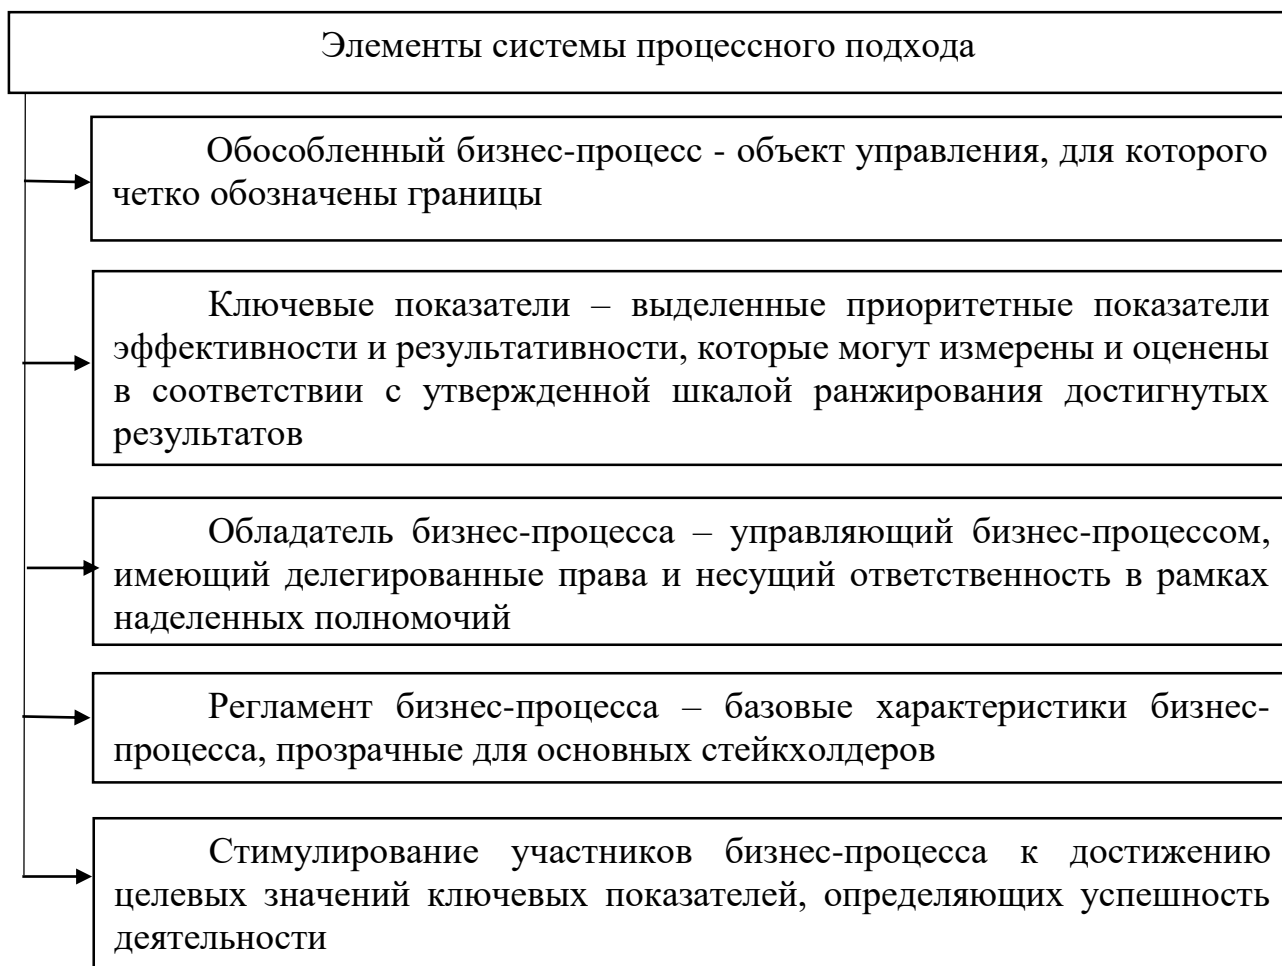 Элементы системы процессного подхода
Обособленный бизнес-процесс - объект управления, для которого
четко обозначены границы
Ключевые показатели – выделенные приоритетные показатели
эффективности и результативности, которые могут измерены и оценены
в соответствии с утвержденной шкалой ранжирования достигнутых
результатов
Обладатель бизнес-процесса – управляющий бизнес-процессом,
имеющий делегированные права и несущий ответственность в рамках
наделенных полномочий
Регламент бизнес-процесса – базовые характеристики бизнес-
процесса, прозрачные для основных стейкхолдеров
Стимулирование участников бизнес-процесса к достижению
целевых значений ключевых показателей, определяющих успешность
деятельности